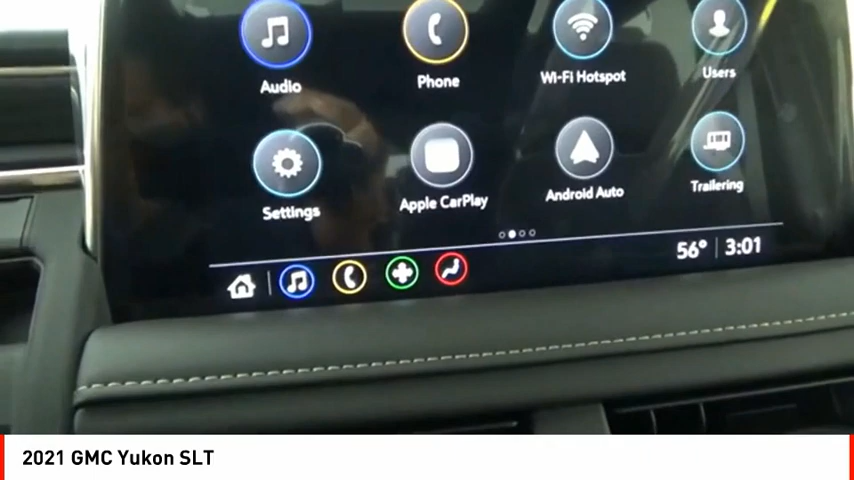 Audio Phone Wi-Fi Hotspot Users
Settings Apple CarPlay Android Auto Trailering
56° 3:01
2021 GMC Yukon SLT